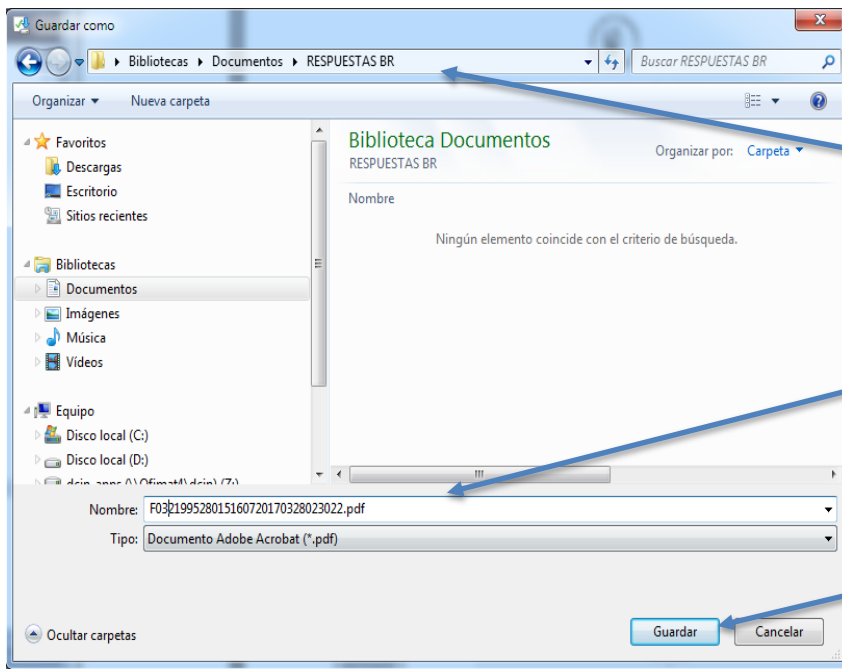 Guardar como
Bibliotecas ▸ Documentos ▸ RESPUESTAS BR
Buscar RESPUESTAS BR
Organizar Nueva carpeta
Favoritos
Descargas
Escritorio
Sitios recientes
Bibliotecas
Documentos
Imágenes
Música
Vídeos
Equipo
Disco local (C:)
Disco local (D:)
Biblioteca Documentos
RESPUESTAS BR
Organizar por: Carpeta
Nombre
Ningún elemento coincide con el criterio de búsqueda.
Nombre: F032199528015160720170328023022.pdf
Tipo: Documento Adobe Acrobat (*.pdf)
Ocultar carpetas
Guardar Cancelar